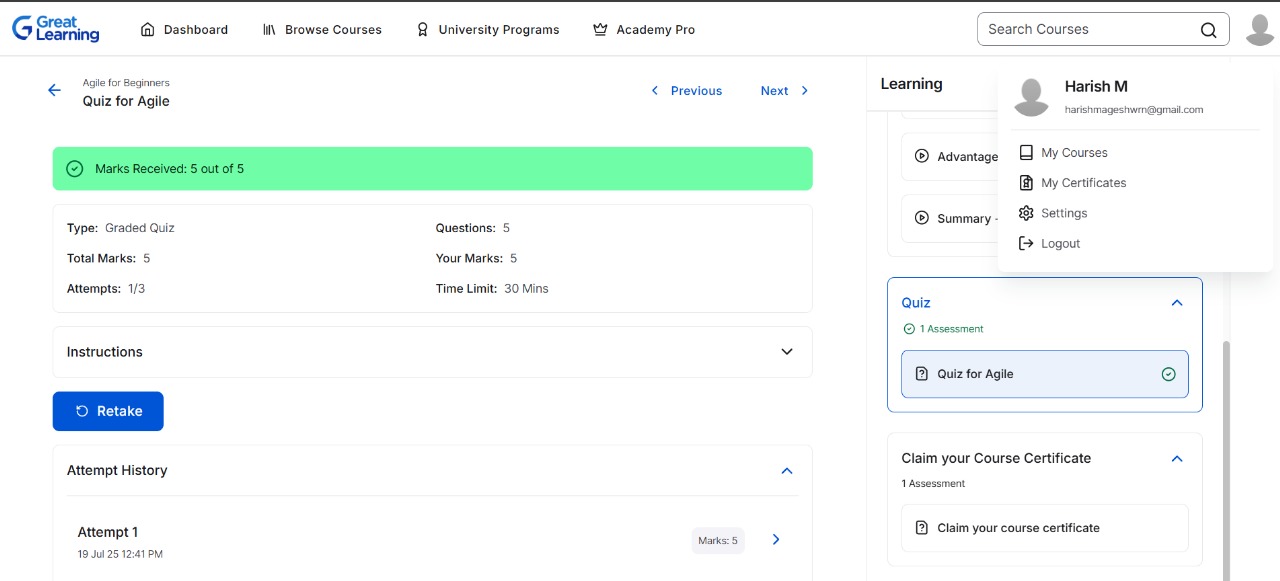 Great Learning
Dashboard
Browse Courses
University Programs
Academy Pro
Search Courses
Agile for Beginners
Quiz for Agile
Previous
Next
Marks Received: 5 out of 5
Type: Graded Quiz
Questions: 5
Total Marks: 5
Your Marks: 5
Attempts: 1/3
Time Limit: 30 Mins
Instructions
Retake
Attempt History
Attempt 1
19 Jul 25 12:41 PM
Marks: 5
Learning
Advantage
Summary -
Harish M
harishmageshwrn@gmail.com
My Courses
My Certificates
Settings
Logout
Quiz
1 Assessment
Quiz for Agile
Claim your Course Certificate
1 Assessment
Claim your course certificate